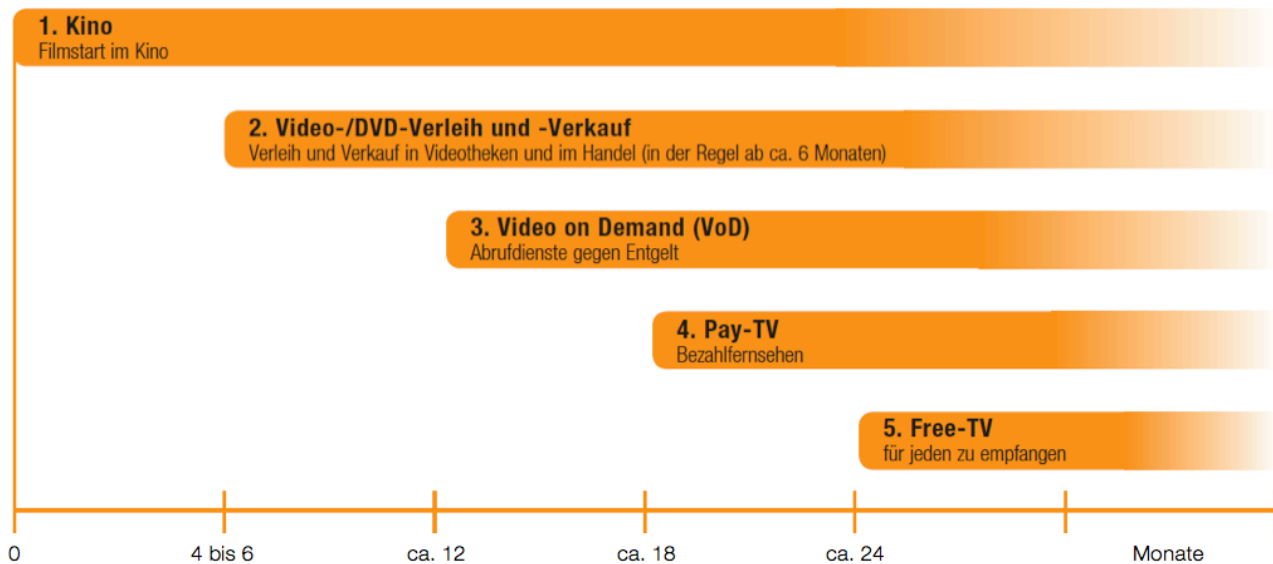 1. Kino
Filmstart im Kino
2. Video-/DVD-Verleih und -Verkauf
Verleih und Verkauf in Videotheken und im Handel (in der Regel ab ca. 6 Monaten)
3. Video on Demand (VoD)
Abrufdienste gegen Entgelt
4. Pay-TV
Bezahlfernsehen
5. Free-TV
für jeden zu empfangen
0 4 bis 6 ca. 12 ca. 18 ca. 24 Monate